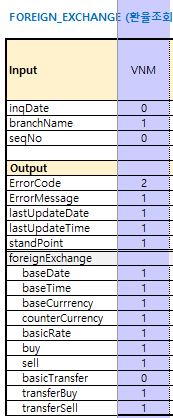 FOREIGN_EXCHANGE (환율조회
Input VNM
inqDate 0
branchName 1
seqNo 0
Output
ErrorCode 2
ErrorMessage 1
lastUpdateDate 1
lastUpdateTime 1
standPoint 1
foreignExchange
baseDate 1
baseTime 1
baseCurrrency 1
counterCurrency 1
basicRate 1
buy 1
sell 1
basicTransfer 0
transferBuy 1
transferSell 1